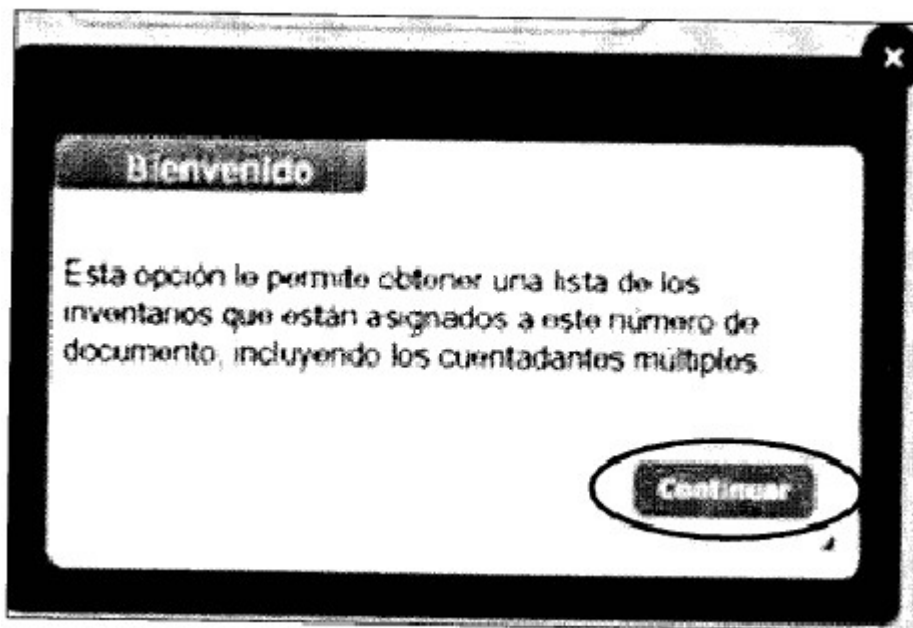 Bienvenido
Esta opción le permite obtener una lista de los
inventarios que están asignados a este número de
documento, incluyendo los cuentadantes múltiples.
Continuar